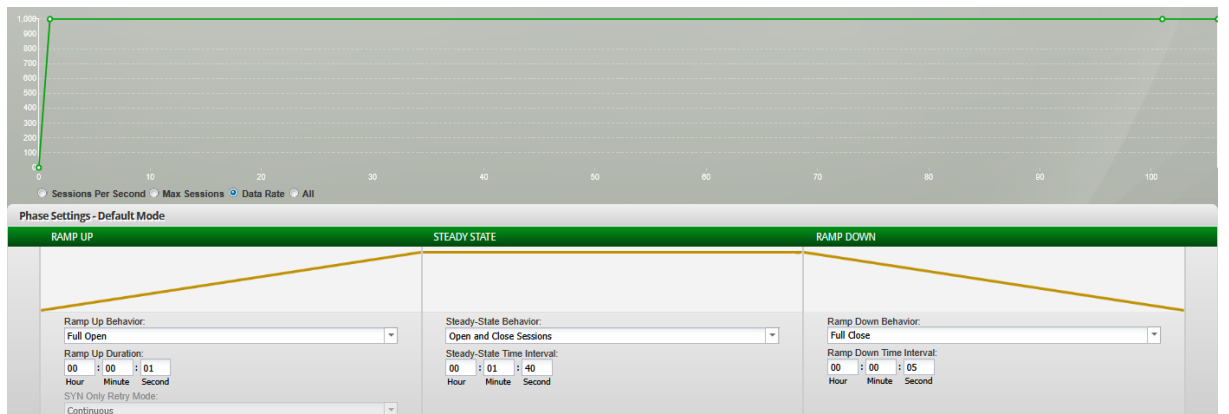 1,000
900
800
700
600
500
400
300
200
100
0
0 10 20 30 40 50 60 70 80 90 100
Sessions Per Second Max Sessions Data Rate All
Phase Settings - Default Mode
RAMP UP STEADY STATE RAMP DOWN
Ramp Up Behavior: Steady-State Behavior: Ramp Down Behavior:
Full Open Open and Close Sessions Full Close
Ramp Up Duration: Steady-State Time Interval: Ramp Down Time Interval:
00 : 00 : 01 00 : 01 : 40 00 : 00 : 05
Hour Minute Second Hour Minute Second Hour Minute Second
SYN Only Retry Mode:
Continuous